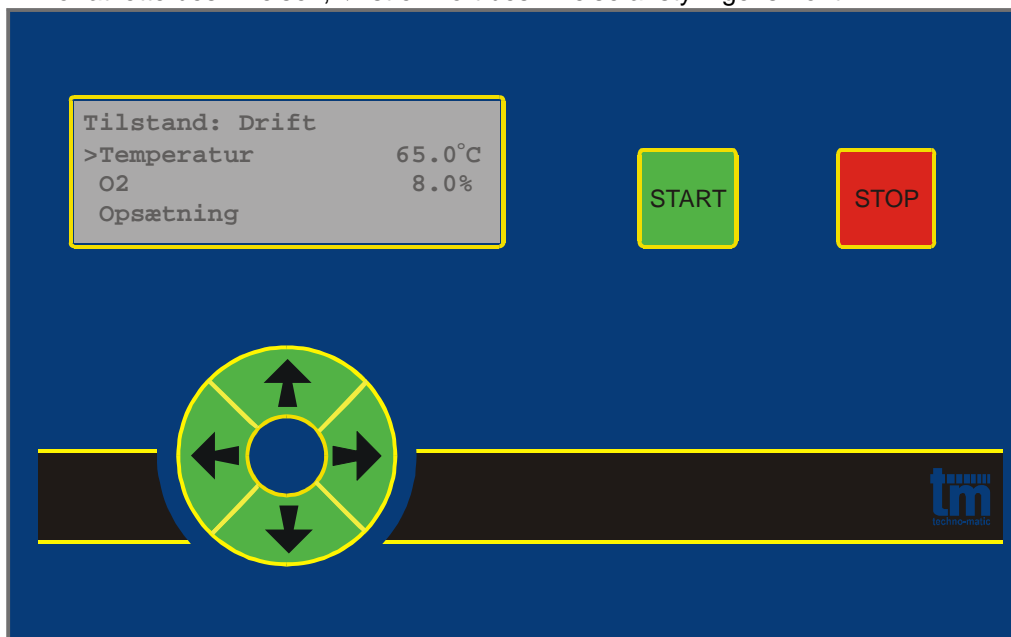 Tilstand: Drift
>Temperatur 65.0°C
O2 8.0%
Opsætning
START
STOP
tm
techno-matic